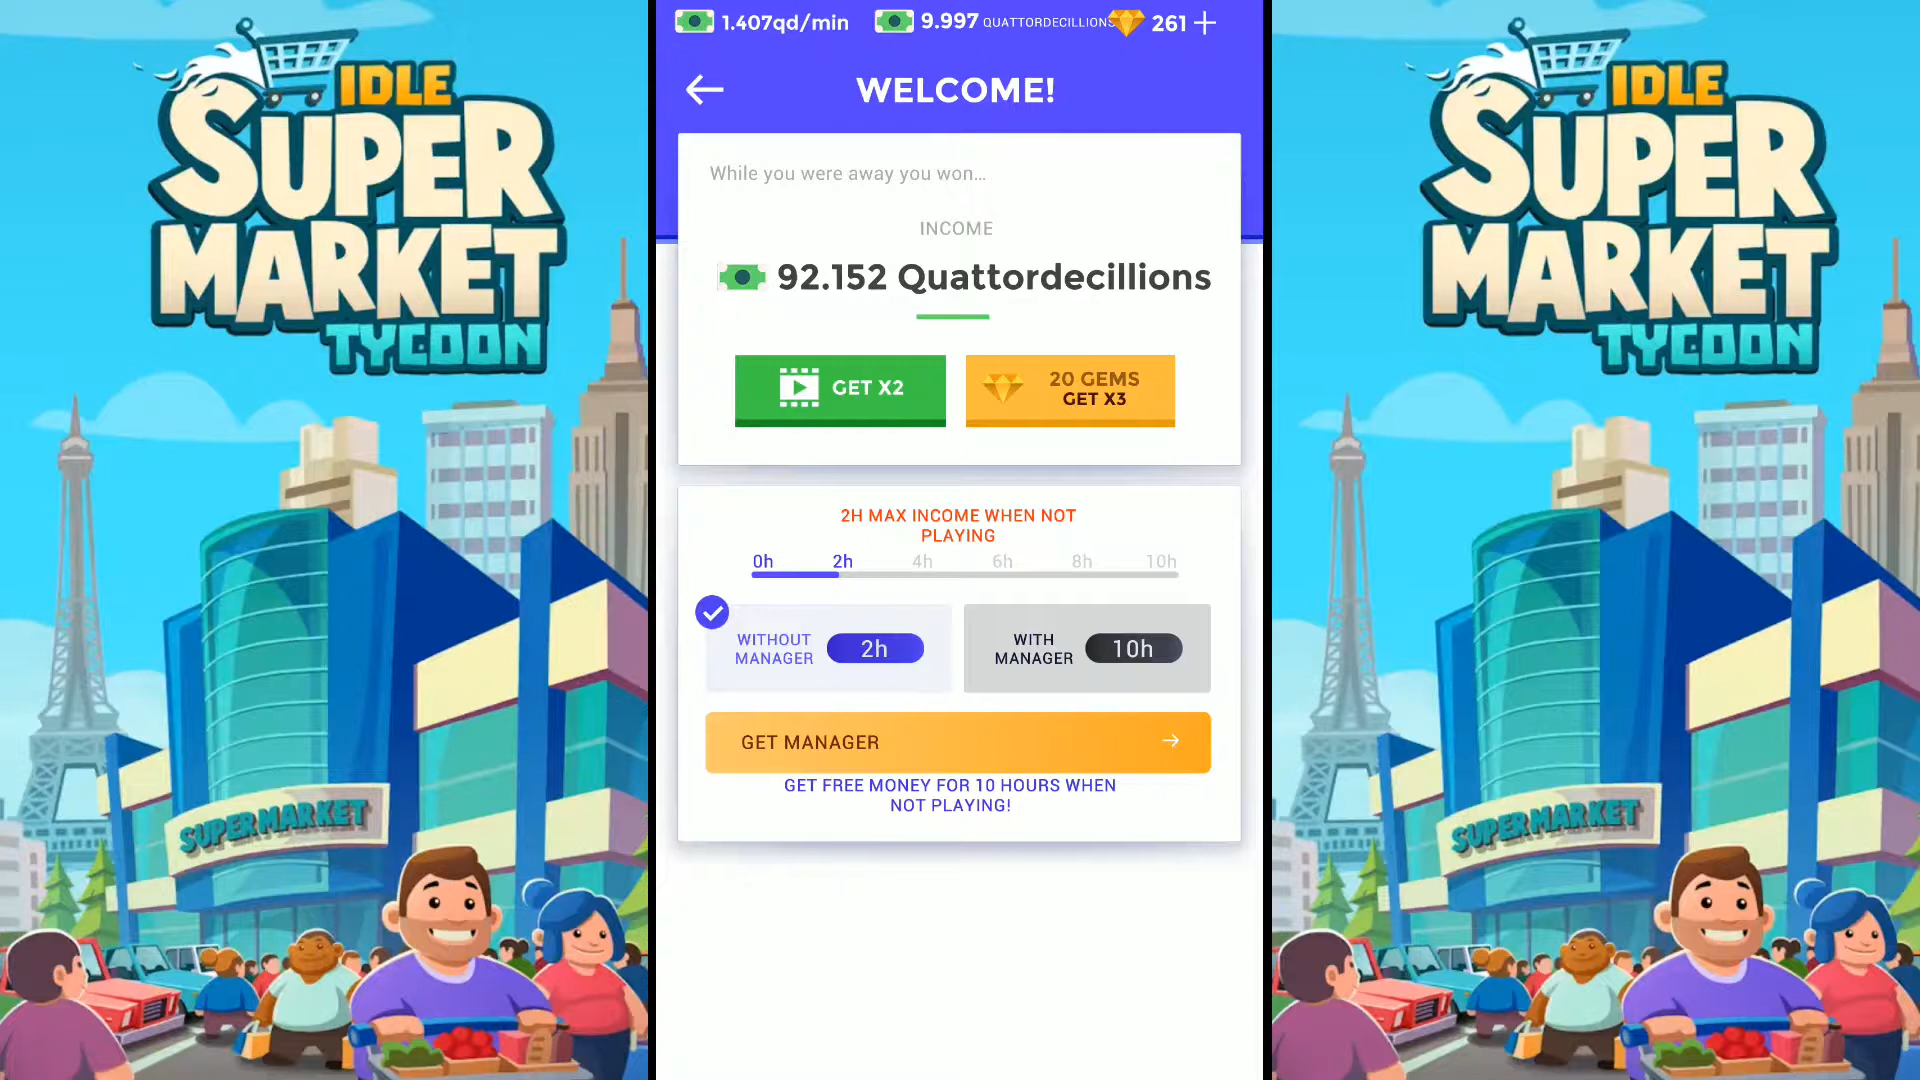 IDLE
SUPER
MARKET
TYCOON
SUPERMARKET
1.407qd/min
9.997 QUATTORDECILLIONS
261
WELCOME!
While you were away you won...
INCOME
92.152 Quattordecillions
GET X2
20 GEMS
GET X3
2H MAX INCOME WHEN NOT
PLAYING
0h 2h 4h 6h 8h 10h
WITHOUT
MANAGER
2h
WITH
MANAGER
10h
GET MANAGER
GET FREE MONEY FOR 10 HOURS WHEN
NOT PLAYING!
IDLE
SUPER
MARKET
TYCOON
SUPERMARKET